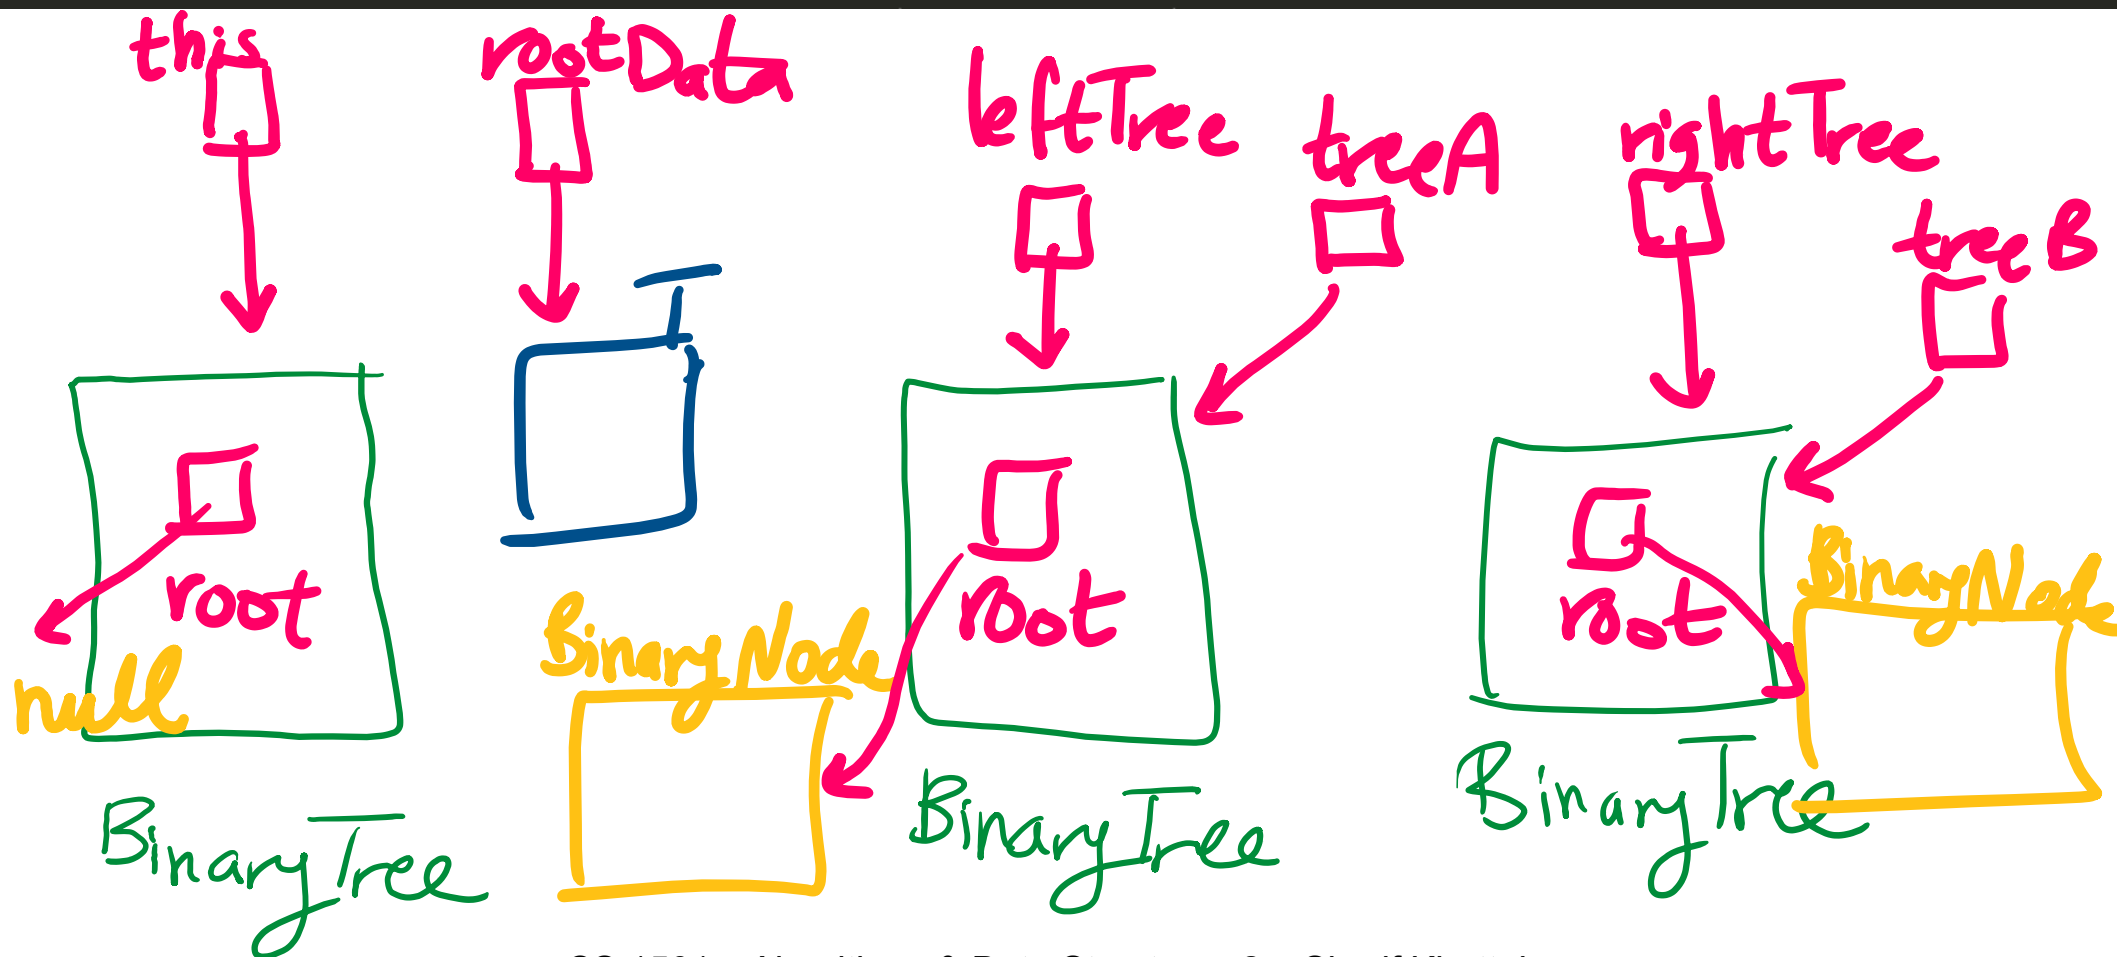 this
rootData
leftTree
treeA
rightTree
treeB
T
root
null
BinaryTree
BinaryNode
root
BinaryTree
root
BinaryNode
BinaryTree